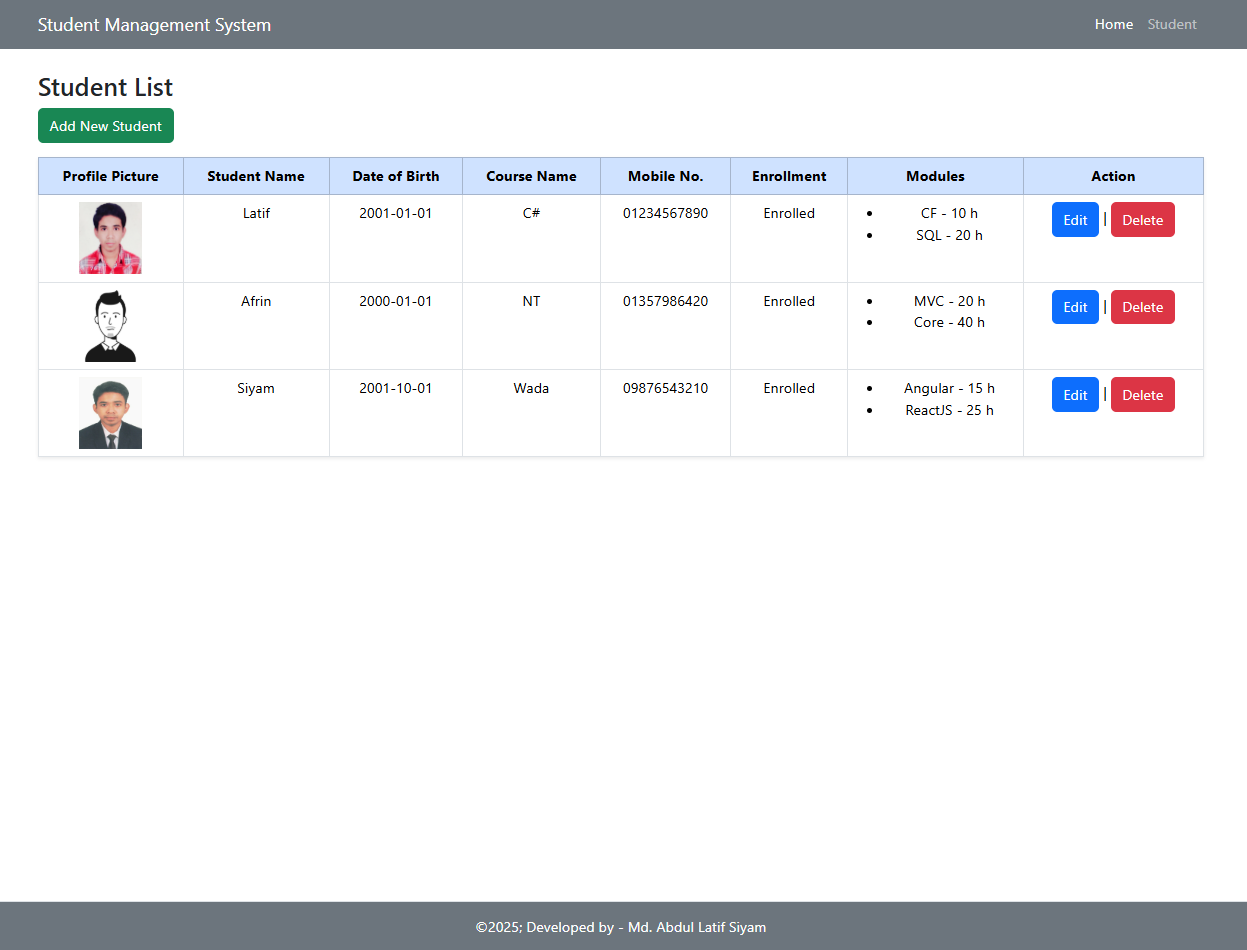 Student Management System
Home Student
Student List
Add New Student
Profile Picture Student Name Date of Birth Course Name Mobile No. Enrollment Modules Action
Latif 2001-01-01 C# 01234567890 Enrolled • CF - 10 h Edit | Delete
• SQL - 20 h
Afrin 2000-01-01 NT 01357986420 Enrolled • MVC - 20 h Edit | Delete
• Core - 40 h
Siyam 2001-10-01 Wada 09876543210 Enrolled • Angular - 15 h Edit | Delete
• ReactJS - 25 h
©2025; Developed by - Md. Abdul Latif Siyam